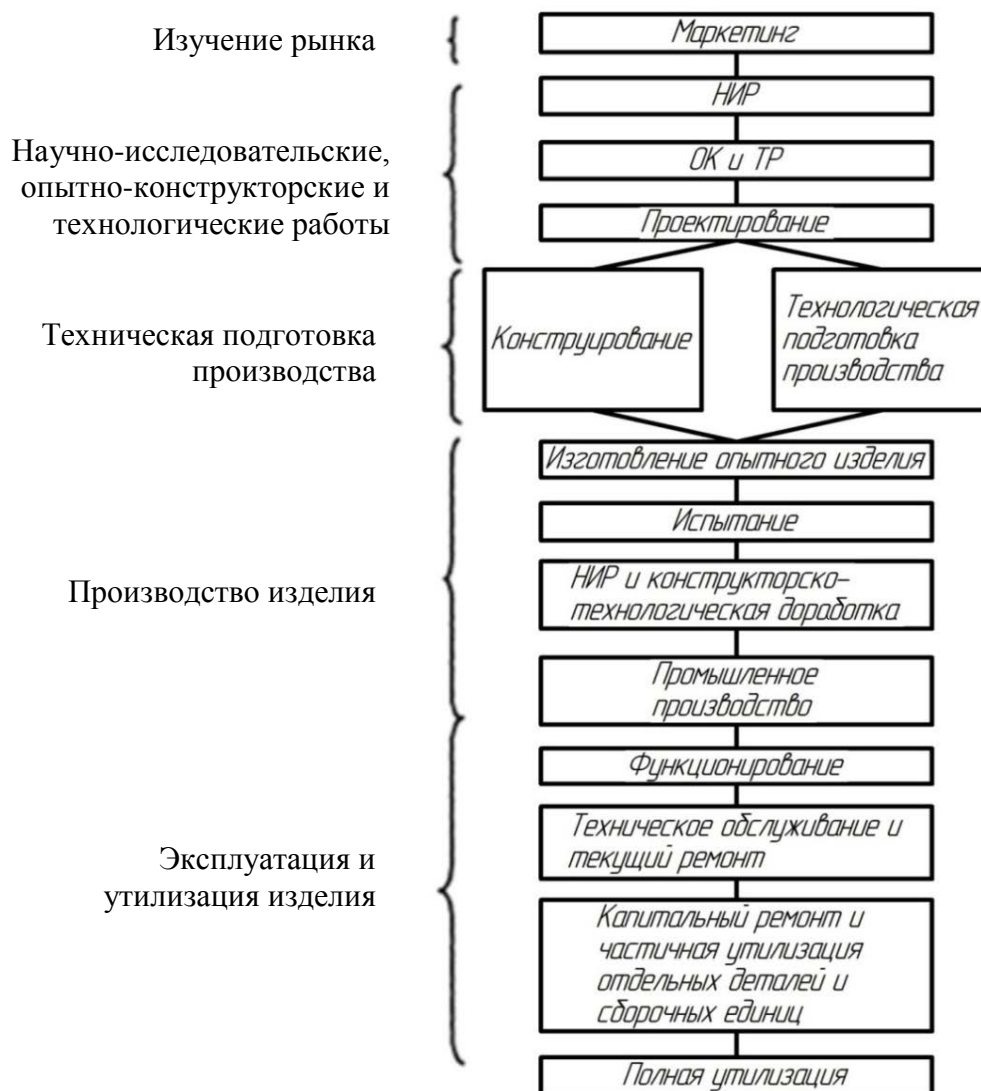 Изучение рынка
Маркетинг
Научно-исследовательские,
опытно-конструкторские и
технологические работы
НИР
ОК и ТР
Проектирование
Техническая подготовка
производства
Конструирование
Технологическая
подготовка
производства
Производство изделия
Изготовление опытного изделия
Испытание
НИР и конструкторско-
технологическая доработка
Промышленное
производство
Эксплуатация и
утилизация изделия
Функционирование
Техническое обслуживание и
текущий ремонт
Капитальный ремонт и
частичная утилизация
отдельных деталей и
сборочных единиц
Полная утилизация